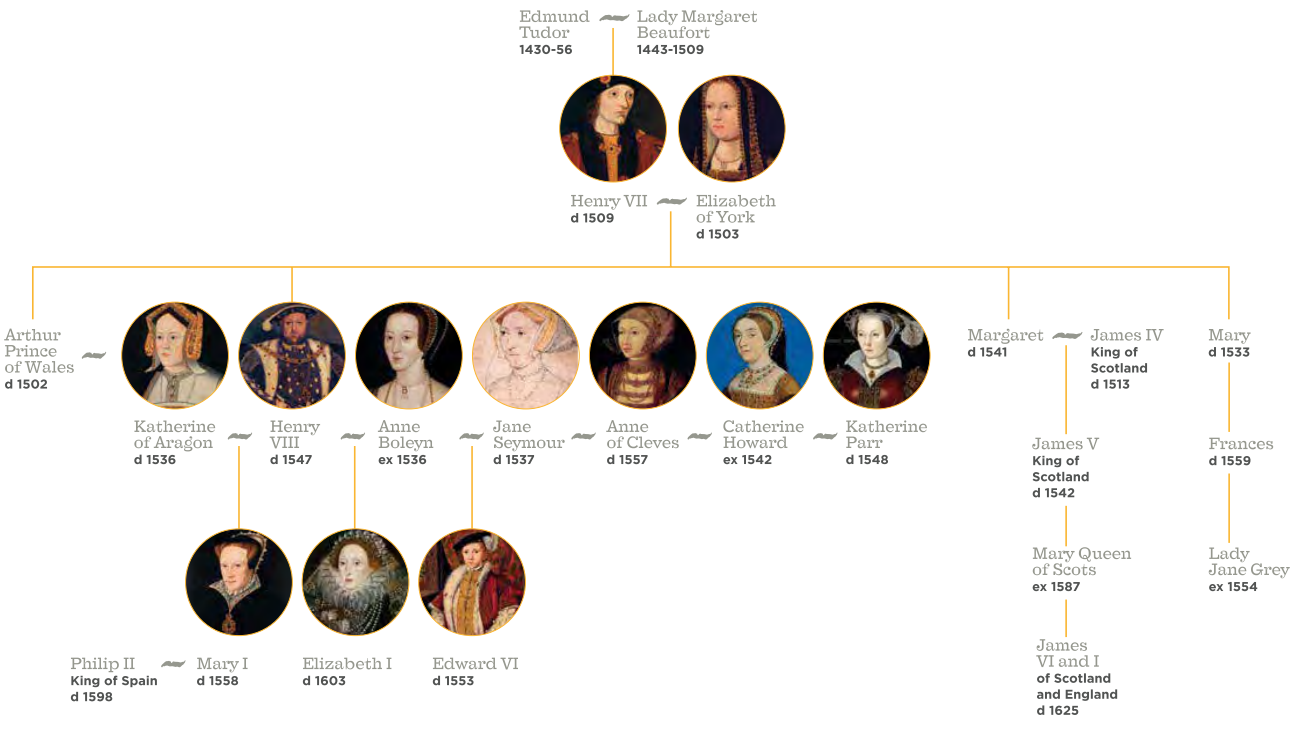 Edmund
Tudor
1430-56
Lady Margaret
Beaufort
1443-1509
Henry VII
d 1509
Elizabeth
of York
d 1503
Arthur
Prince
of Wales
d 1502
Katherine
of Aragon
d 1536
Henry
VIII
d 1547
Anne
Boleyn
ex 1536
Jane
Seymour
d 1537
Anne
of Cleves
d 1557
Catherine
Howard
ex 1542
Katherine
Parr
d 1548
Margaret
d 1541
James IV
King of
Scotland
d 1513
Mary
d 1533
James V
King of
Scotland
d 1542
Frances
d 1559
Mary Queen
of Scots
ex 1587
Lady
Jane Grey
ex 1554
Philip II
King of Spain
d 1598
Mary I
d 1558
Elizabeth I
d 1603
Edward VI
d 1553
James
VI and I
of Scotland
and England
d 1625